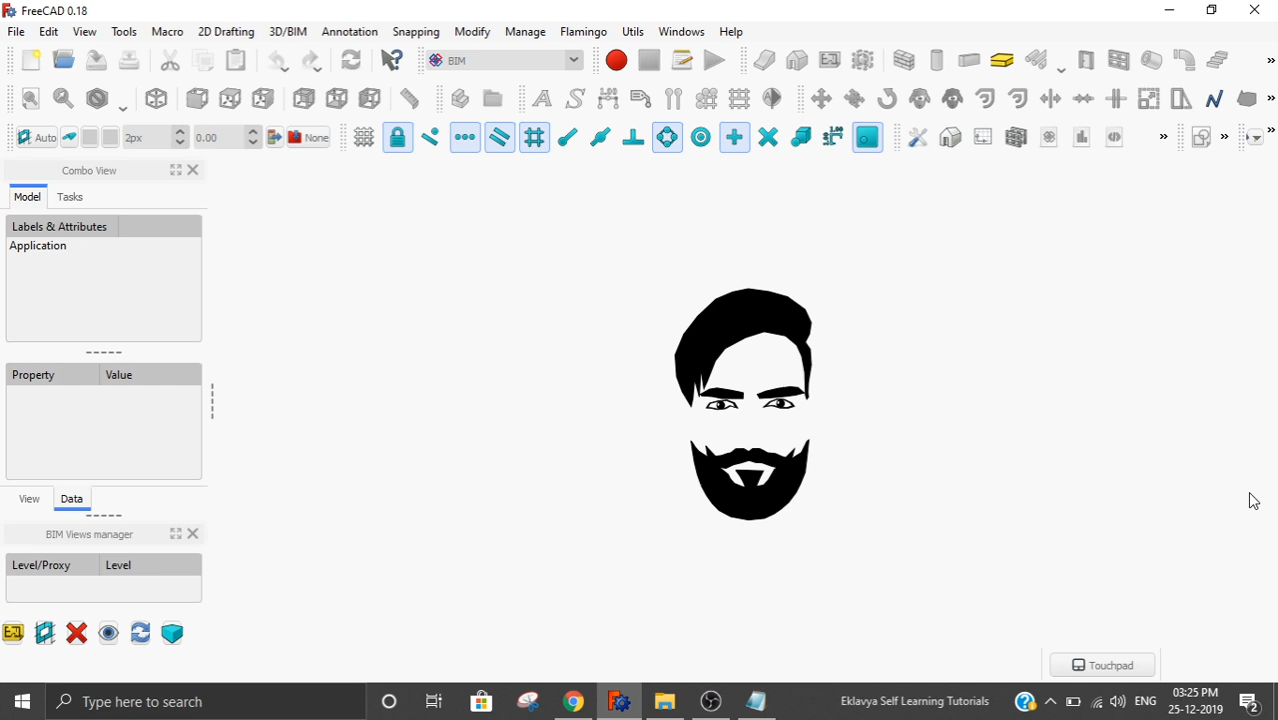 FreeCAD 0.18
File Edit View Tools Macro 2D Drafting 3D/BIM Annotation Snapping Modify Manage Flamingo Utils Windows Help
BIM
Auto 2px 0.00 None
Combo View
Model Tasks
Labels & Attributes
Application
Property Value
View Data
BIM Views manager
Level/Proxy Level
Touchpad
Type here to search
Eklavya Self Learning Tutorials
ENG
03:25 PM
25-12-2019
2